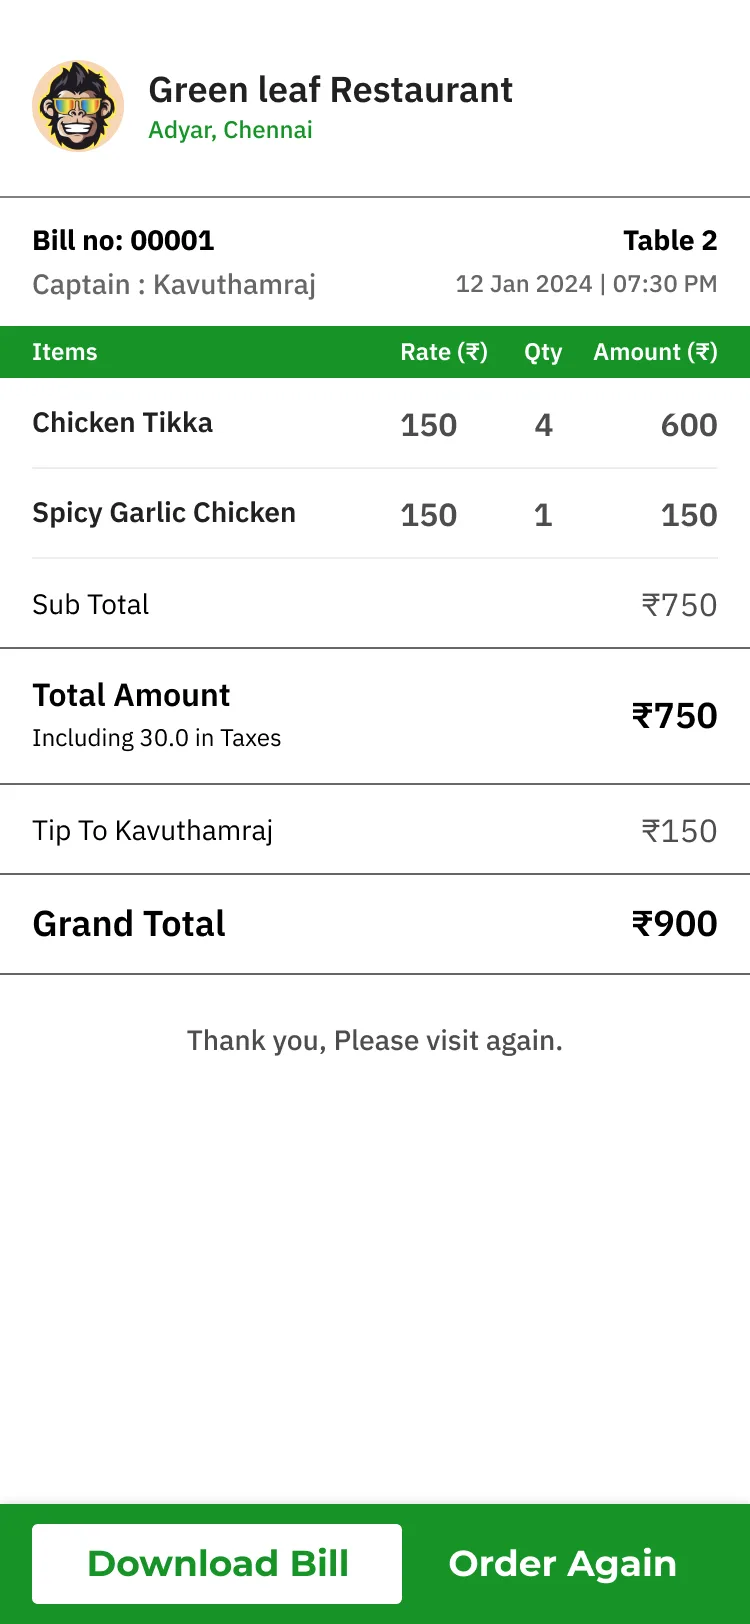 Green leaf Restaurant
Adyar, Chennai
Bill no: 00001 Table 2
Captain : Kavuthamraj 12 Jan 2024 | 07:30 PM
Items Rate (₹) Qty Amount (₹)
Chicken Tikka 150 4 600
Spicy Garlic Chicken 150 1 150
Sub Total ₹750
Total Amount ₹750
Including 30.0 in Taxes
Tip To Kavuthamraj ₹150
Grand Total ₹900
Thank you, Please visit again.
Download Bill Order Again